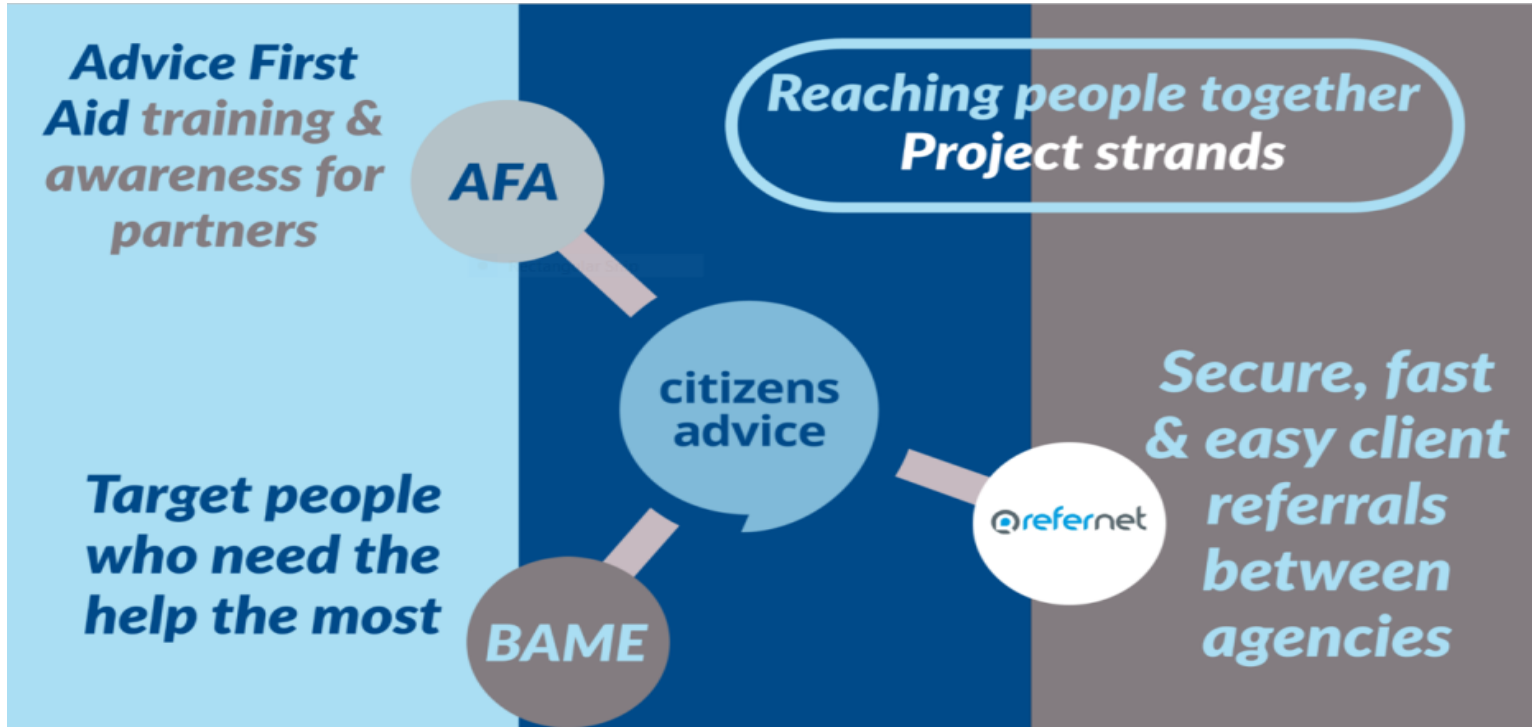 Advice First
Aid training &
awareness for
partners
AFA
Reaching people together
Project strands
citizens
advice
Target people
who need the
help the most
BAME
refernet
Secure, fast
& easy client
referrals
between
agencies